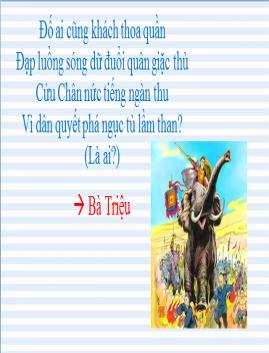 Đố ai cũng khách thoa quần
Đạp luồng sóng dữ đuổi quân giặc thù
Cửu Chân nức tiếng ngàn thu
Vì dân quyết phá ngục tù lầm than?
(Là ai?)
→ Bà Triệu